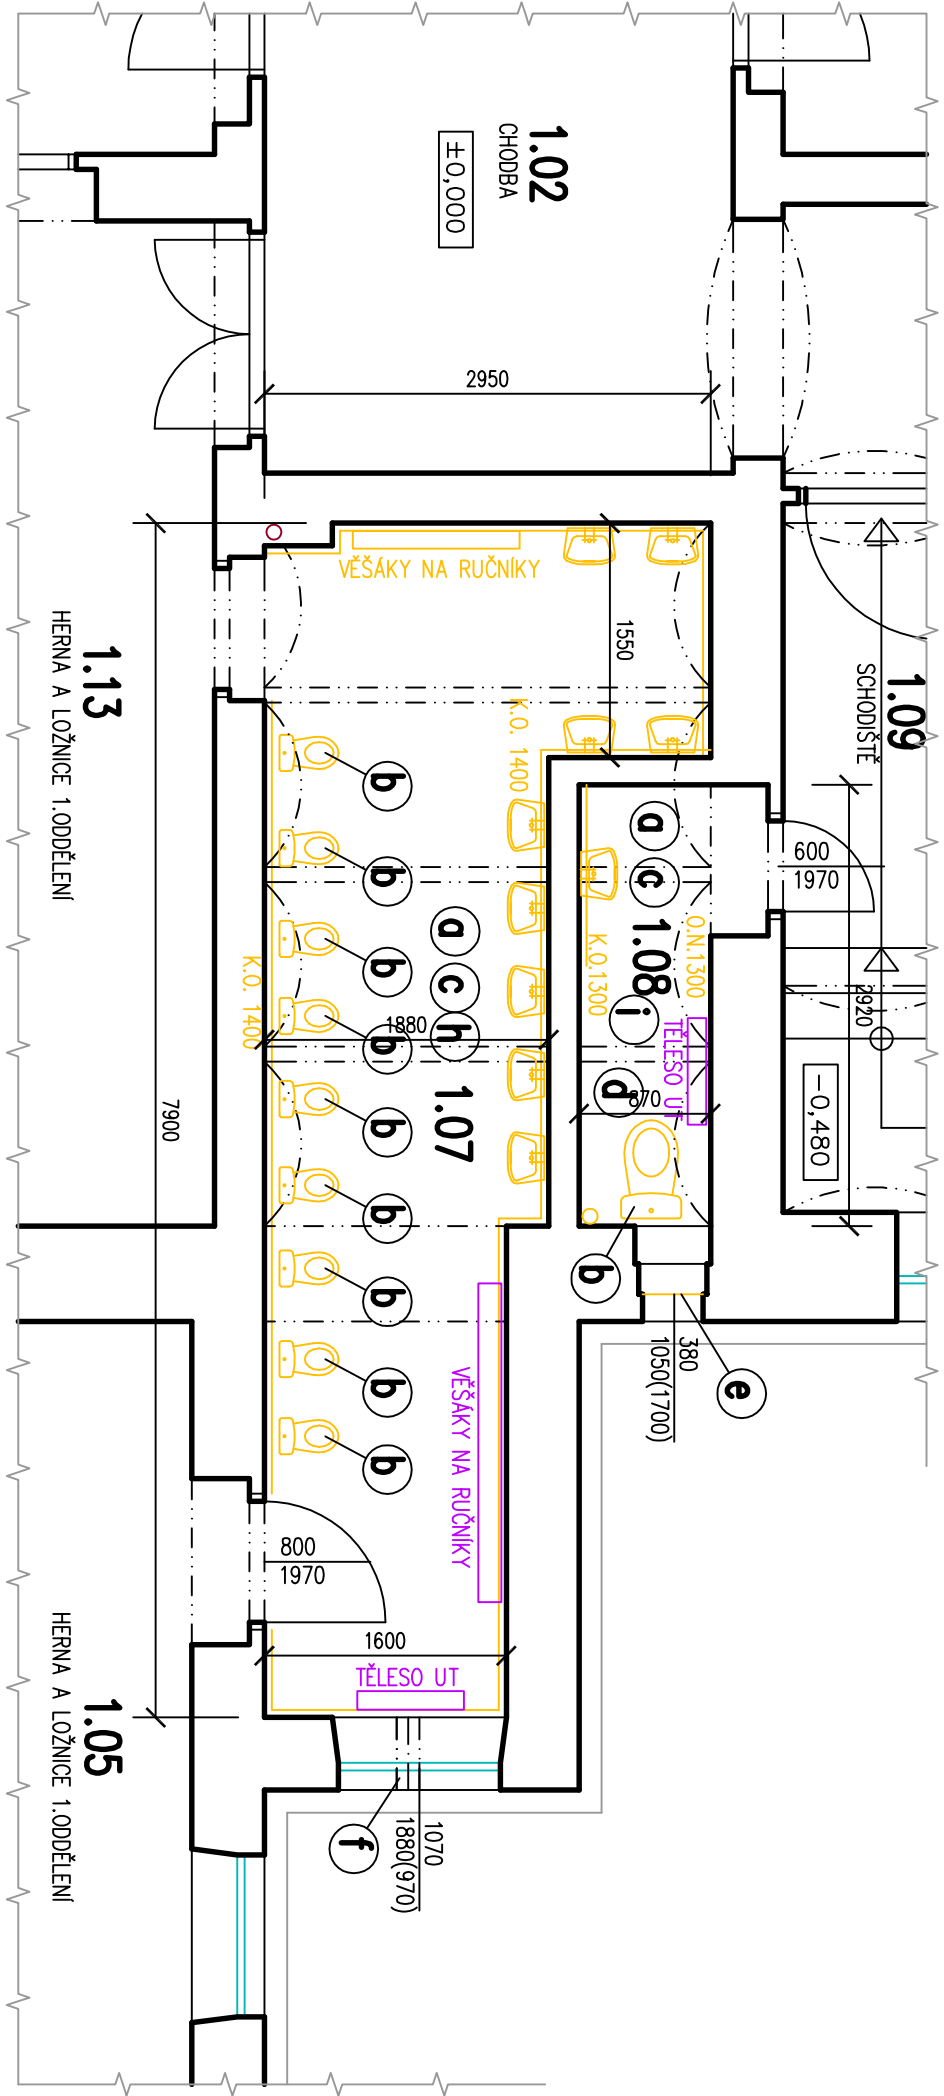 1.02
CHODBA
±0,000
2950
1.09
SCHODIŠTĚ
600
1970
2920
−0,480
VĚŠÁKY NA RUČNÍKY
1550
K.O. 1400
1.13
HERNA A LOŽNICE 1.ODDĚLENÍ
7900
K.O. 1400
b
b
b
b
b
b
b
b
b
a
c
h
1880
1.07
a
c
1.08
O.N.1300
K.O.1300
i
TĚLESO UT
d
870
b
e
380
1050(1700)
VĚŠÁKY NA RUČNÍKY
800
1970
1600
TĚLESO UT
f
1070
1880(970)
1.05
HERNA A LOŽNICE 1.ODDĚLENÍ